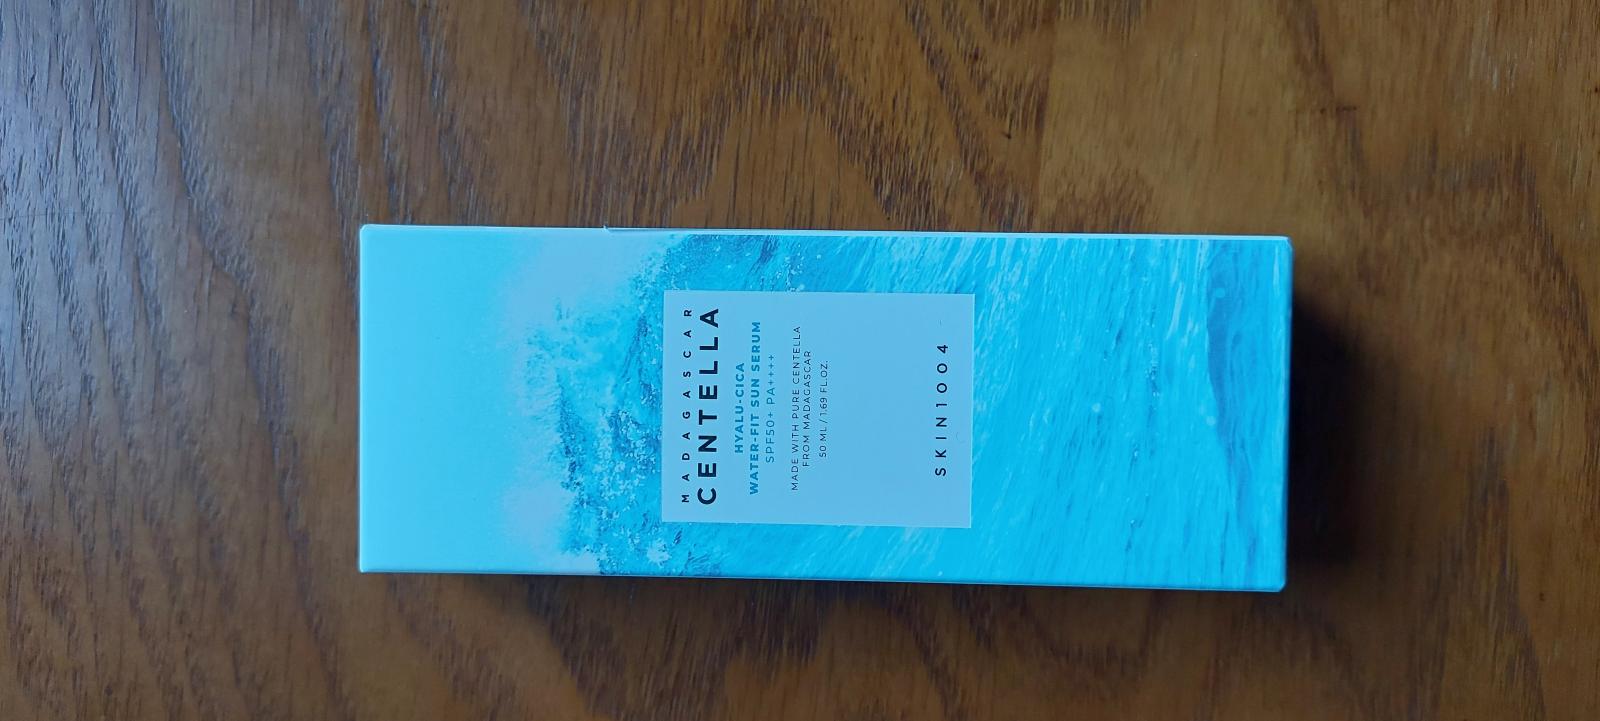 MADAGASCAR
CENTELLA
HYALU-CICA
WATER-FIT SUN SERUM
SPF50+ PA++++
MADE WITH PURE CENTELLA
FROM MADAGASCAR
50 ML / 1.69 FL.OZ.
SKIN1004